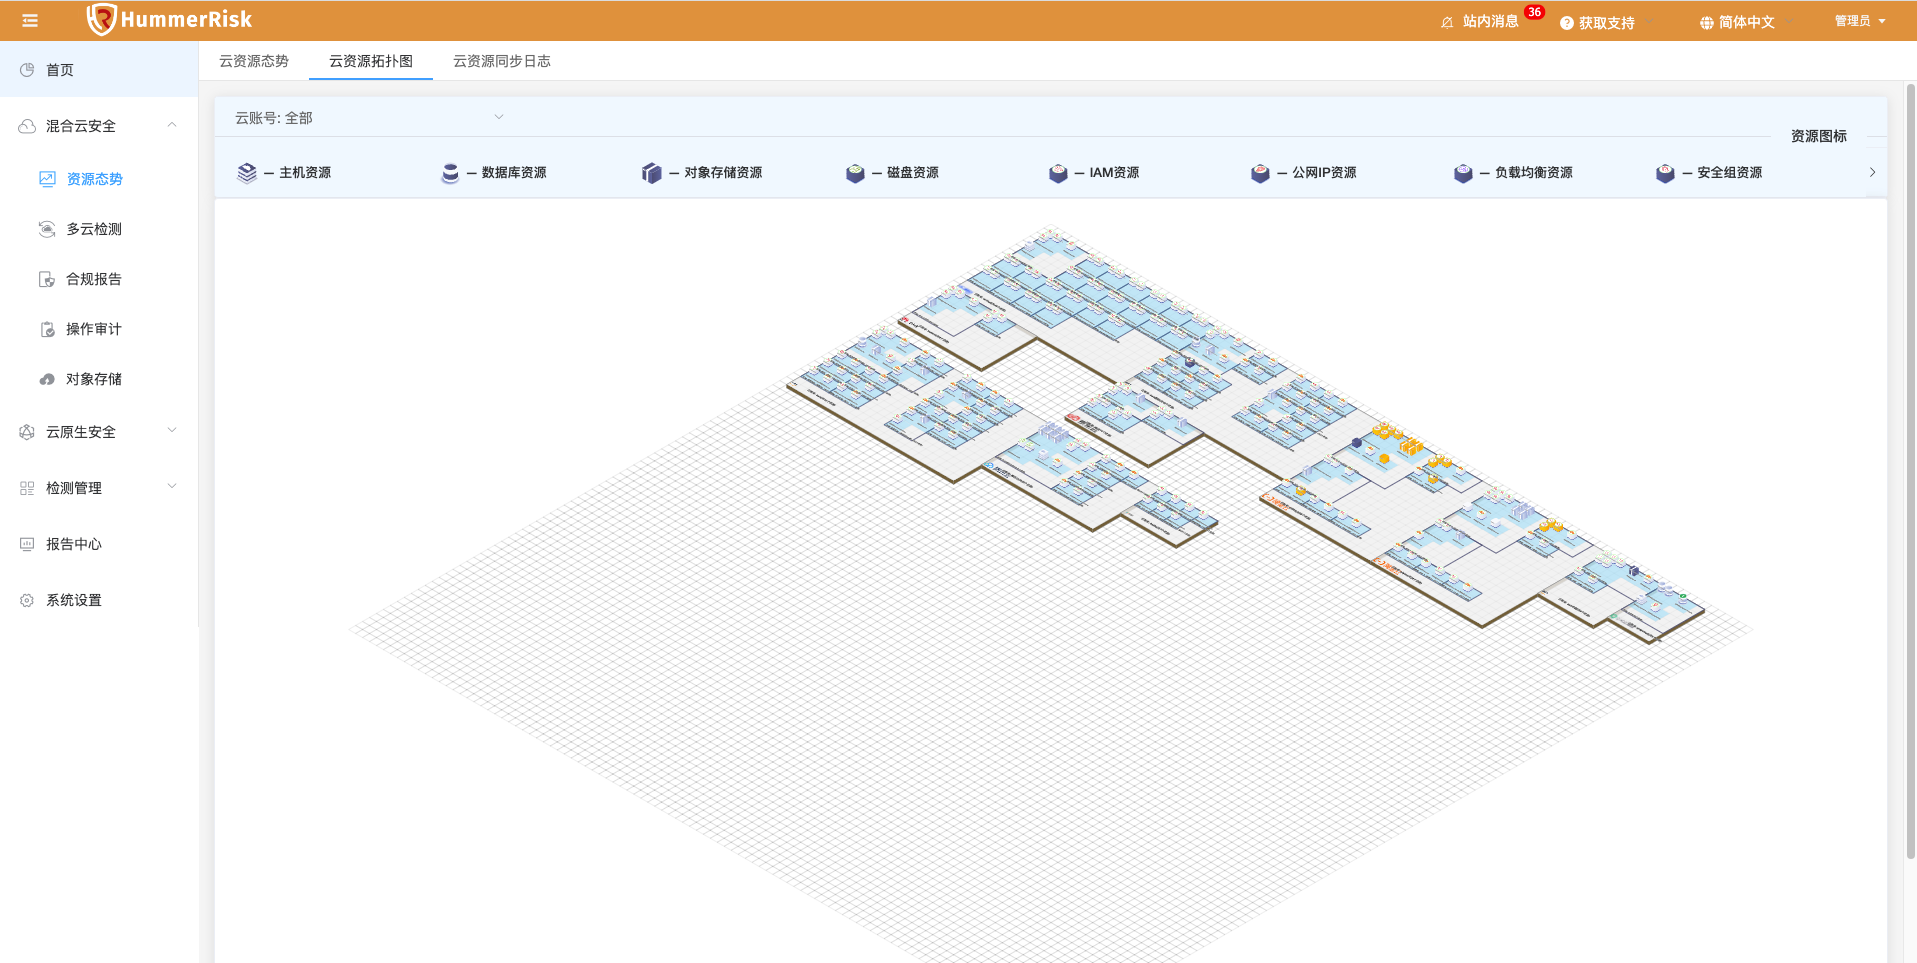 HummerRisk
站内消息
36
获取支持
简体中文
管理员
首页
混合云安全
资源态势
多云检测
合规报告
操作审计
对象存储
云原生安全
检测管理
报告中心
系统设置
云资源态势
云资源拓扑图
云资源同步日志
云账号: 全部
资源图标
— 主机资源
— 数据库资源
— 对象存储资源
— 磁盘资源
— IAM资源
— 公网IP资源
— 负载均衡资源
— 安全组资源